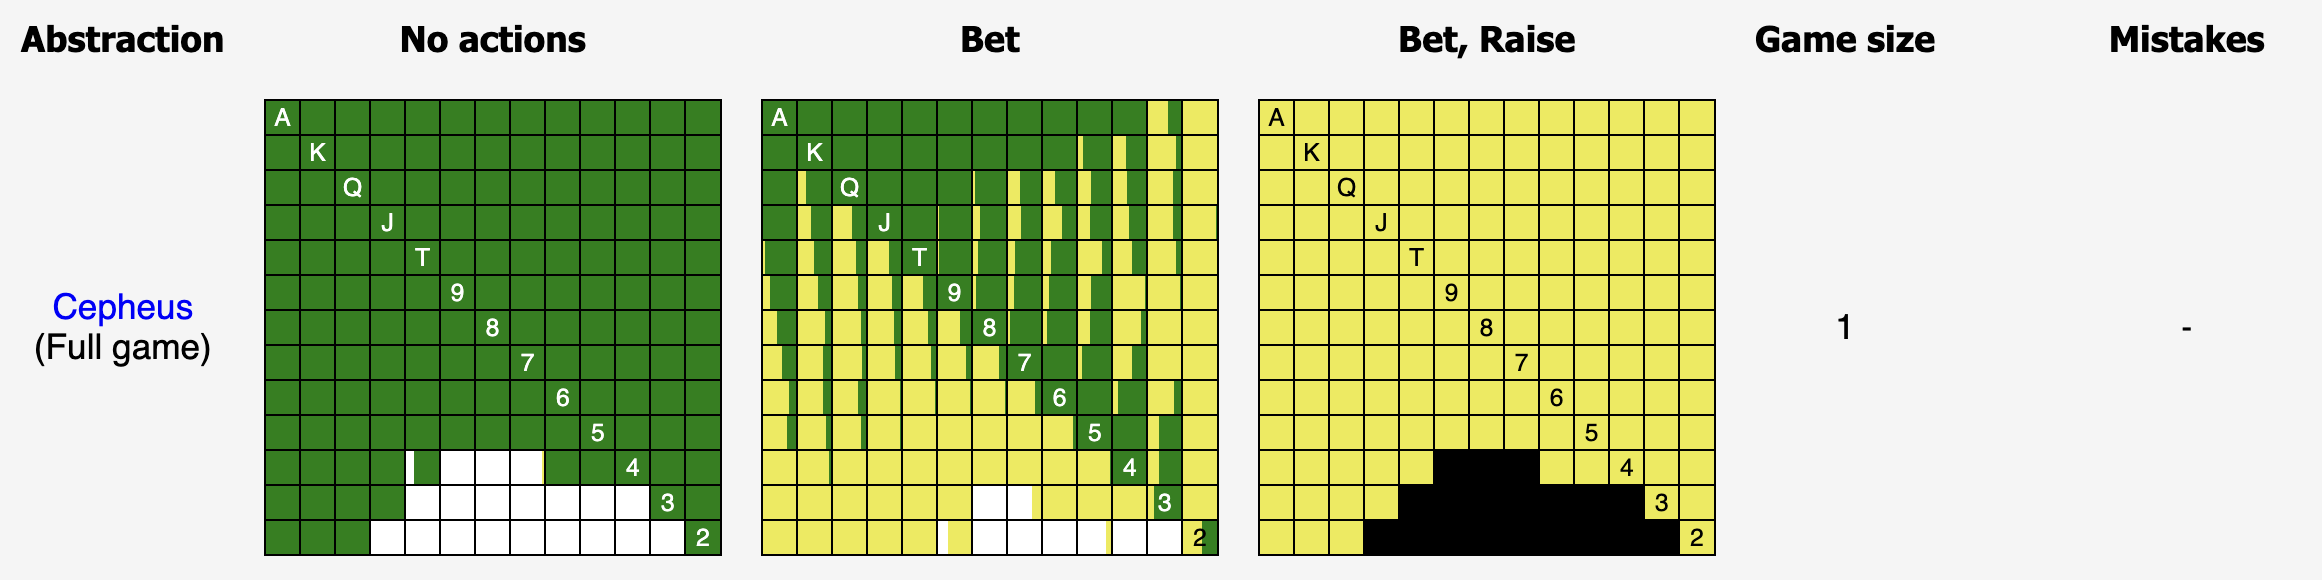 Abstraction No actions Bet Bet, Raise Game size Mistakes
A A A
K K K
Q Q Q
J J J
T T T
9 9 9
Cepheus
8 8 8 1 -
(Full game)
7 7 7
6 6 6
5 5 5
4 4 4
3 3 3
2 2 2